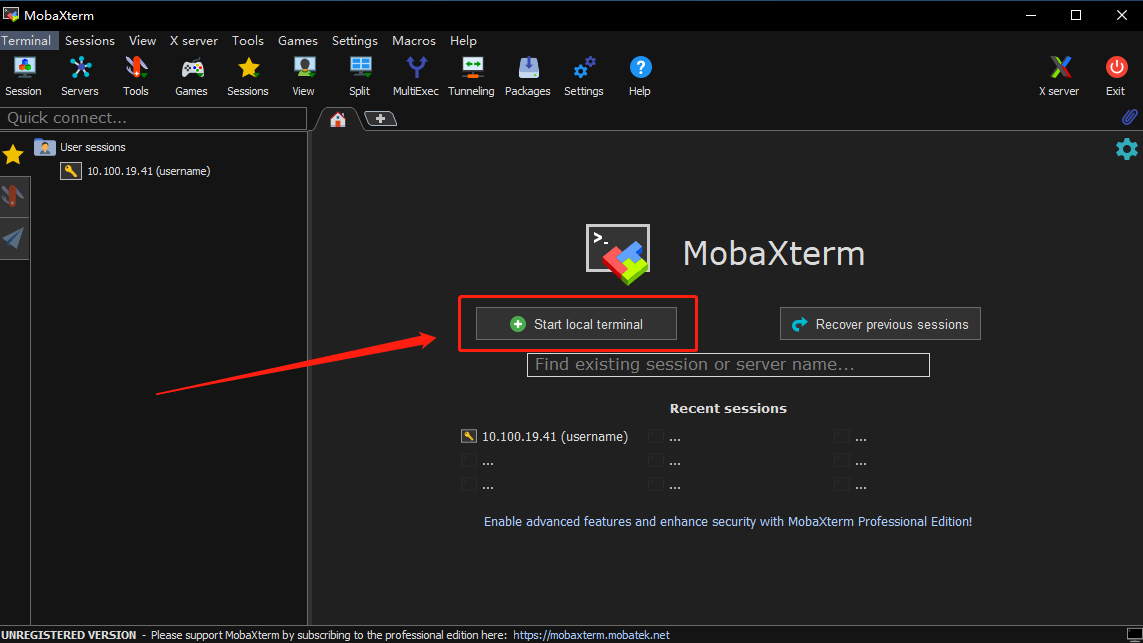 MobaXterm
Terminal Sessions View X server Tools Games Settings Macros Help
Session Servers Tools Games Sessions View Split MultiExec Tunneling Packages Settings Help X server Exit
Quick connect...
User sessions
10.100.19.41 (username)
>_
MobaXterm
Start local terminal
Recover previous sessions
Find existing session or server name...
Recent sessions
10.100.19.41 (username) ... ...
... ... ...
... ... ...
Enable advanced features and enhance security with MobaXterm Professional Edition!
UNREGISTERED VERSION - Please support MobaXterm by subscribing to the professional edition here: https://mobaxterm.mobatek.net